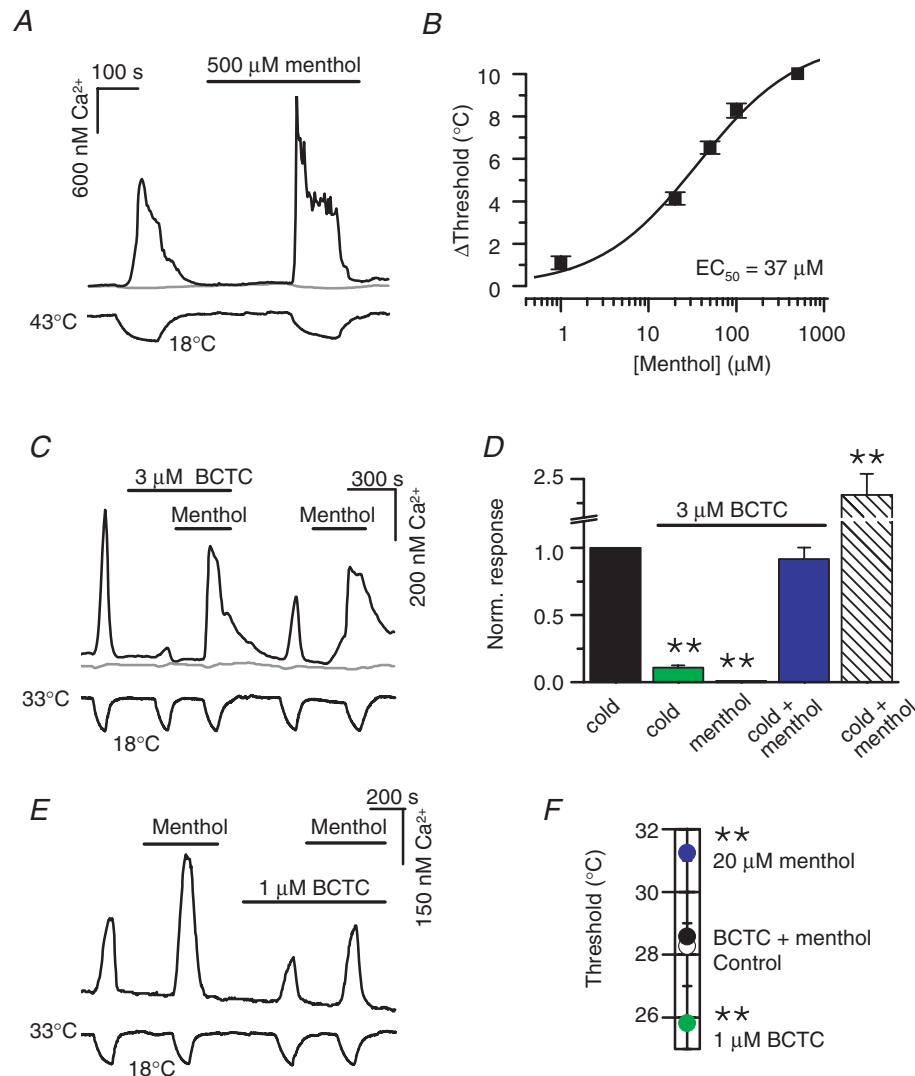 A
100 s
600 nM Ca²⁺
500 μM menthol
43°C
18°C
B
ΔThreshold (°C)
10
8
6
4
2
0
EC₅₀ = 37 μM
1
10
100
1000
[Menthol] (μM)
C
3 μM BCTC
Menthol
Menthol
300 s
200 nM Ca²⁺
33°C
18°C
D
Norm. response
2.5
1.0
0.5
0.0
3 μM BCTC
**
**
**
cold
cold
menthol
cold + menthol
cold + menthol
E
Menthol
Menthol
200 s
150 nM Ca²⁺
1 μM BCTC
33°C
18°C
F
Threshold (°C)
32
30
28
26
**
20 μM menthol
BCTC + menthol
Control
**
1 μM BCTC